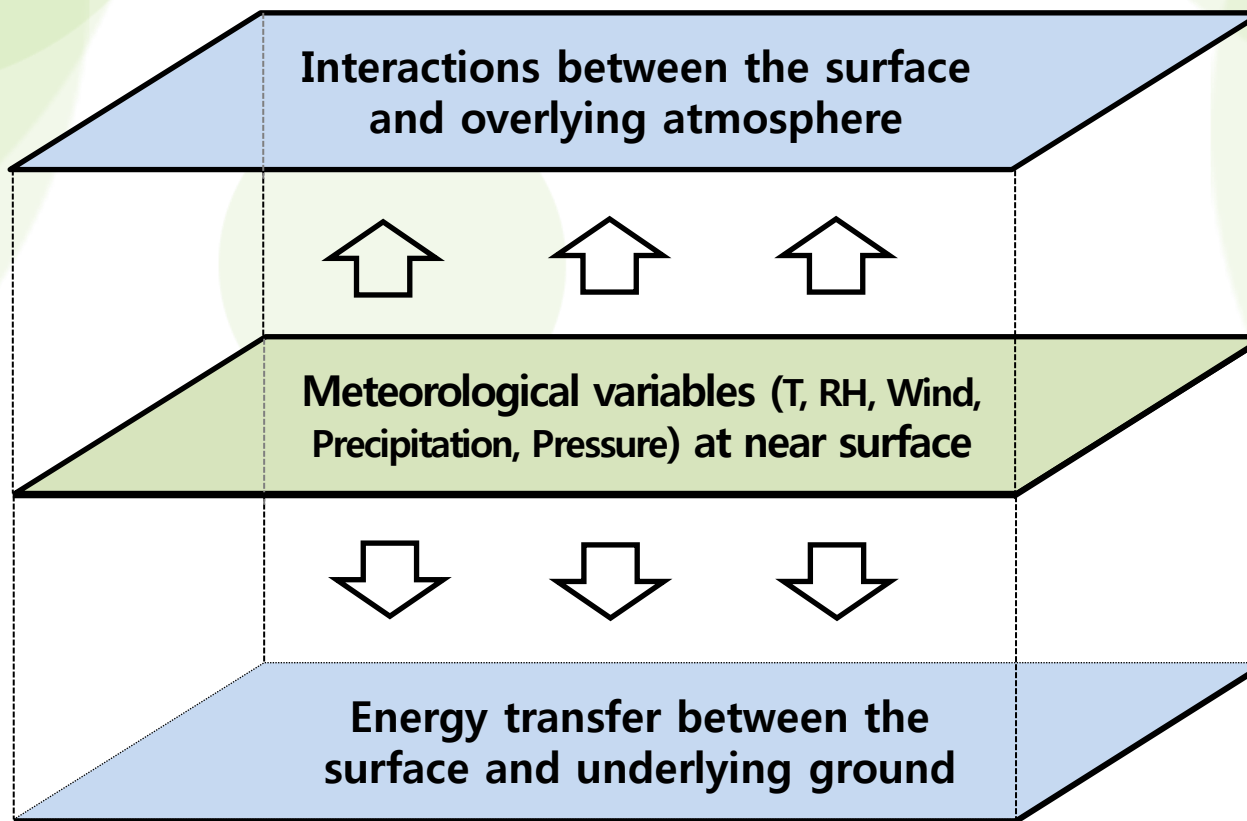 Interactions between the surface
and overlying atmosphere
Meteorological variables (T, RH, Wind,
Precipitation, Pressure) at near surface
Energy transfer between the
surface and underlying ground